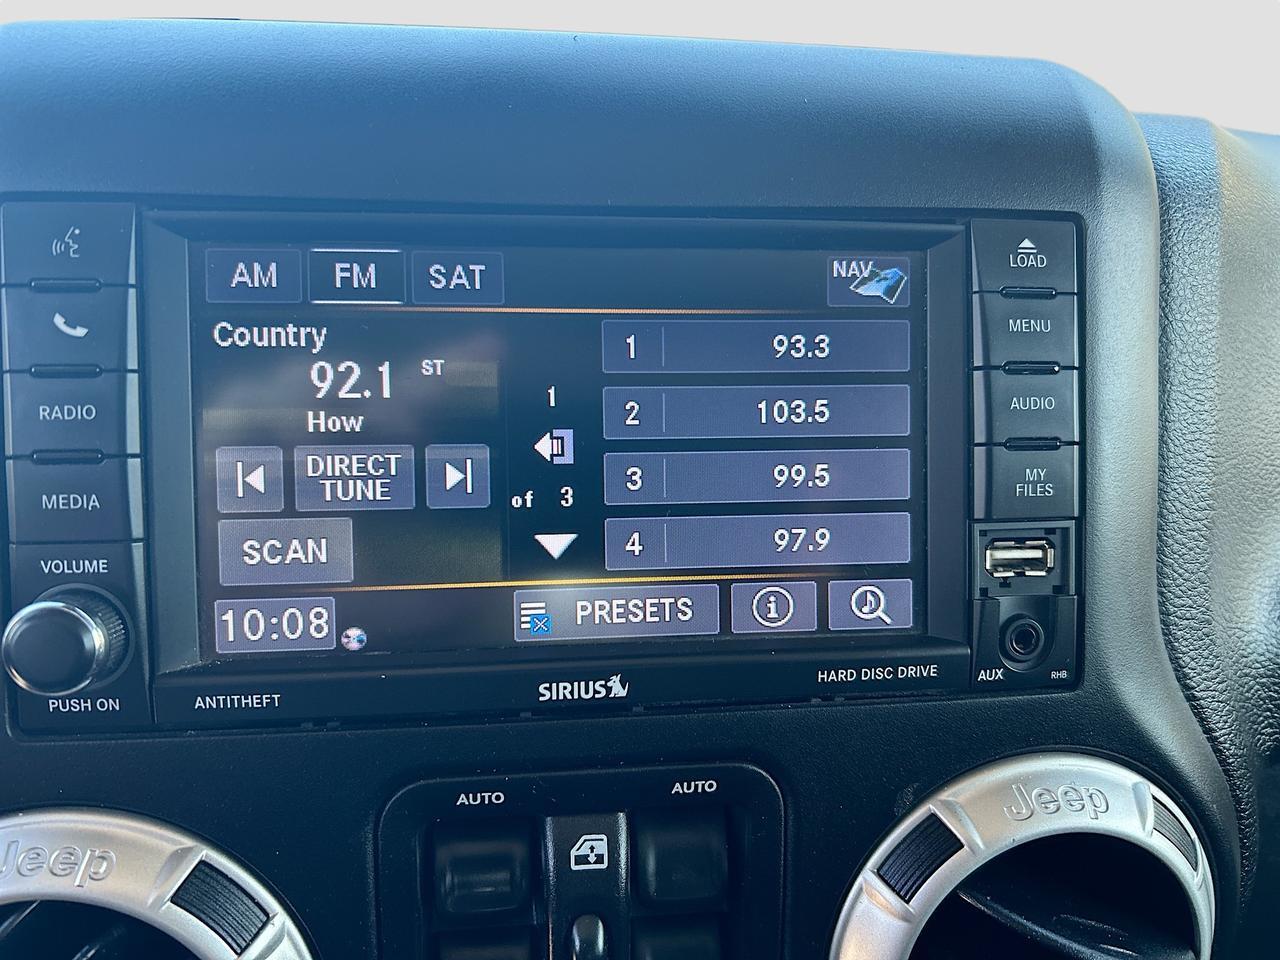 AM FM SAT NAV
Country
92.1 ST
How
DIRECT
TUNE
SCAN
10:08
1
of 3
1 93.3
2 103.5
3 99.5
4 97.9
PRESETS
RADIO
MEDIA
VOLUME
PUSH ON
LOAD
MENU
AUDIO
MY
FILES
AUX
RHB
ANTITHEFT
SIRIUS
HARD DISC DRIVE
AUTO
AUTO
Jeep
Jeep